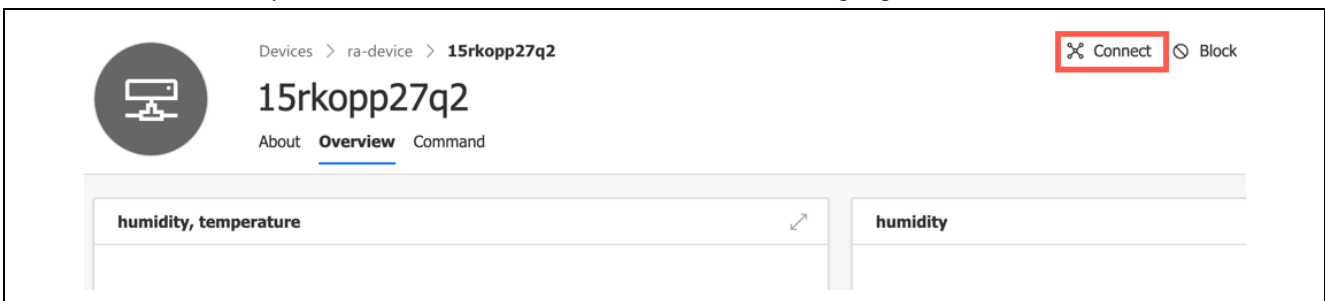 Devices > ra-device > 15rkopp27q2
Connect
Block
15rkopp27q2
About Overview Command
humidity, temperature
humidity